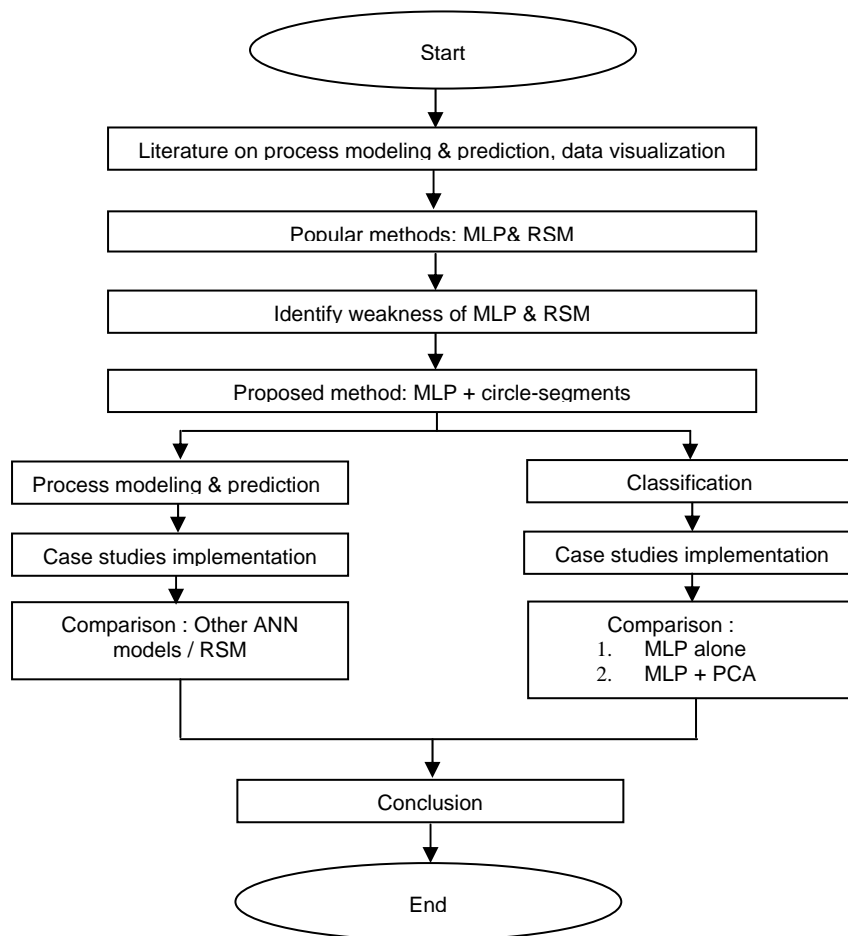 Start
Literature on process modeling & prediction, data visualization
Popular methods: MLP& RSM
Identify weakness of MLP & RSM
Proposed method: MLP + circle-segments
Process modeling & prediction
Classification
Case studies implementation
Case studies implementation
Comparison : Other ANN
models / RSM
Comparison :
1. MLP alone
2. MLP + PCA
Conclusion
End